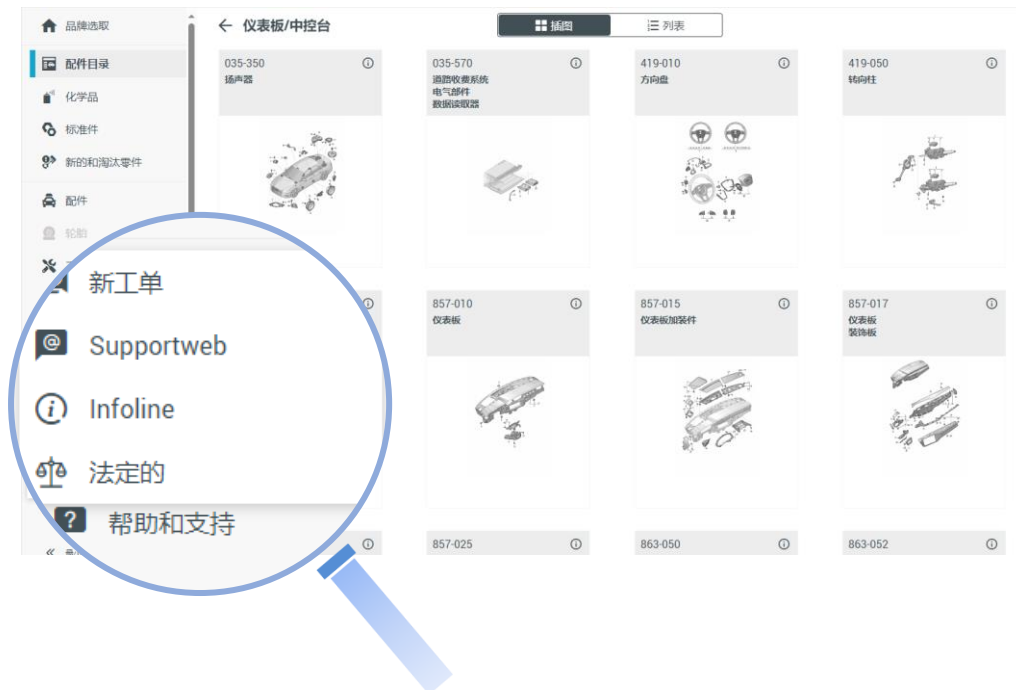 品牌选取
配件目录
化学品
标准件
新的和淘汰零件
配件
轮胎
新工单
Supportweb
Infoline
法定的
帮助和支持
仪表板/中控台
插图
列表
035-350
扬声器
035-570
道路收费系统
电气部件
数据读取器
419-010
方向盘
419-050
转向柱
857-010
仪表板
857-015
仪表板加装件
857-017
仪表板
装饰板
857-025
863-050
863-052